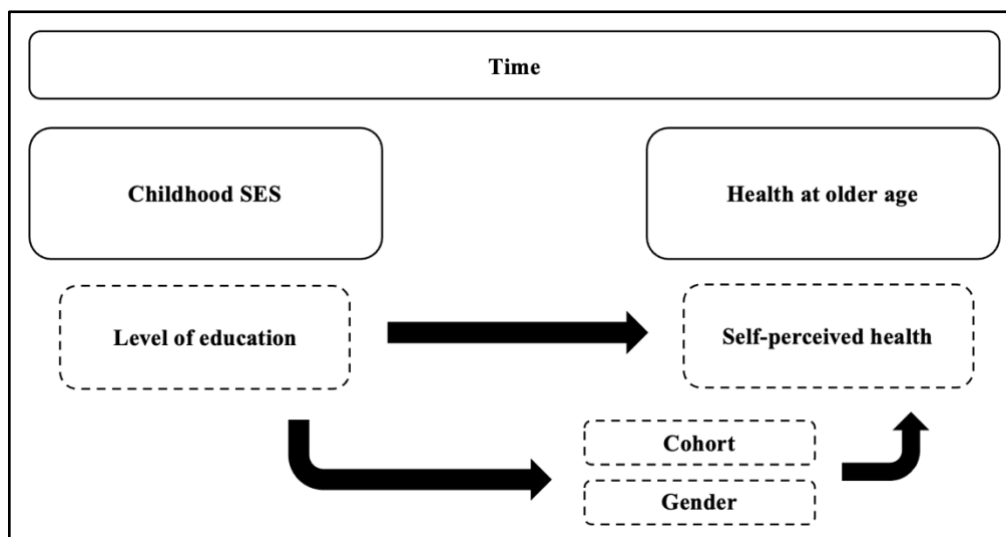 Time
Childhood SES
Health at older age
Level of education
Self-perceived health
Cohort
Gender